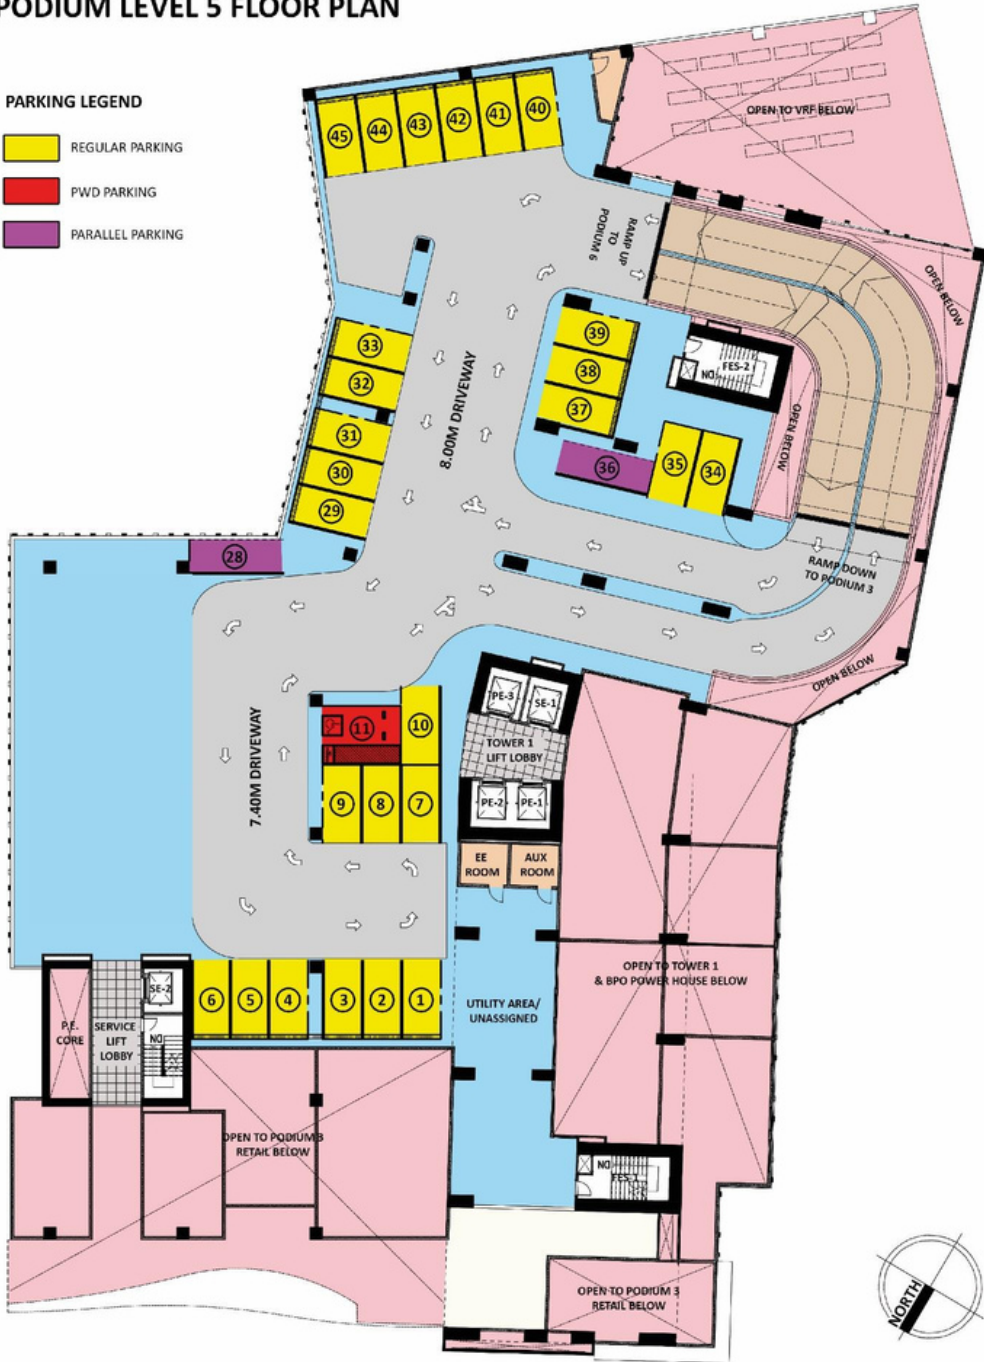 PODIUM LEVEL 5 FLOOR PLAN
PARKING LEGEND
REGULAR PARKING
PWD PARKING
PARALLEL PARKING
45
44
43
42
41
40
OPEN TO VRF BELOW
RAMP UP
TO
PODIUM 6
OPEN BELOW
39
38
37
36
35
34
FES-2
DN
OPEN BELOW
33
32
31
30
29
28
8.00M DRIVEWAY
RAMP DOWN
TO PODIUM 3
OPEN BELOW
PE-3
SE-1
TOWER 1
LIFT LOBBY
PE-2
PE-1
11
10
9
8
7
7.40M DRIVEWAY
EE
ROOM
AUX
ROOM
6
5
4
3
2
1
UTILITY AREA/
UNASSIGNED
OPEN TO TOWER 1
& BPO POWER HOUSE BELOW
P.E.
CORE
SERVICE
LIFT
LOBBY
SE-2
DN
OPEN TO PODIUM 3
RETAIL BELOW
DN
FES-1
OPEN TO PODIUM 3
RETAIL BELOW
NORTH